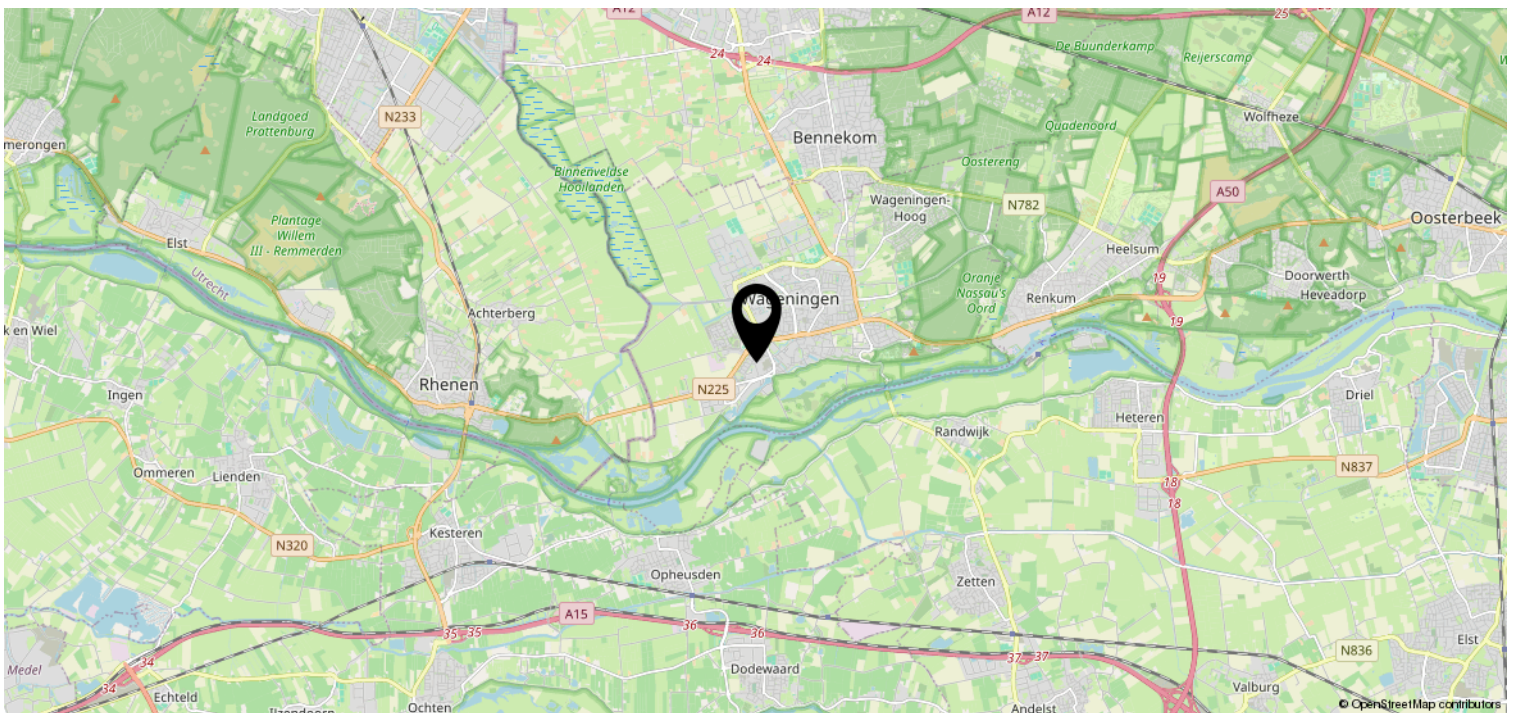 A12
A12
25
24
24
De Buunderkamp
Reijerscamp
Landgoed
Prattenburg
N233
Wolfheze
Bennekom
Quadenoord
merongen
Oostereng
Binnenveldse
Hooilanden
A50
Wageningen-
Hoog
N782
Oosterbeek
Plantage
Willem
III - Remmerden
Elst
Heelsum
Utrecht
Oranje
Nassau's
Oord
19
Doorwerth
Heveadorp
Renkum
Wageningen
Achterberg
19
k en Wiel
Rhenen
N225
Ingen
Driel
Heteren
Randwijk
N837
Ommeren
Lienden
18
18
Kesteren
N320
Opheusden
Zetten
A15
35
35
36
36
Elst
N836
Medel
34
34
Dodewaard
37
37
Echteld
Valburg
Ochten
Andelst
© OpenStreetMap contributors